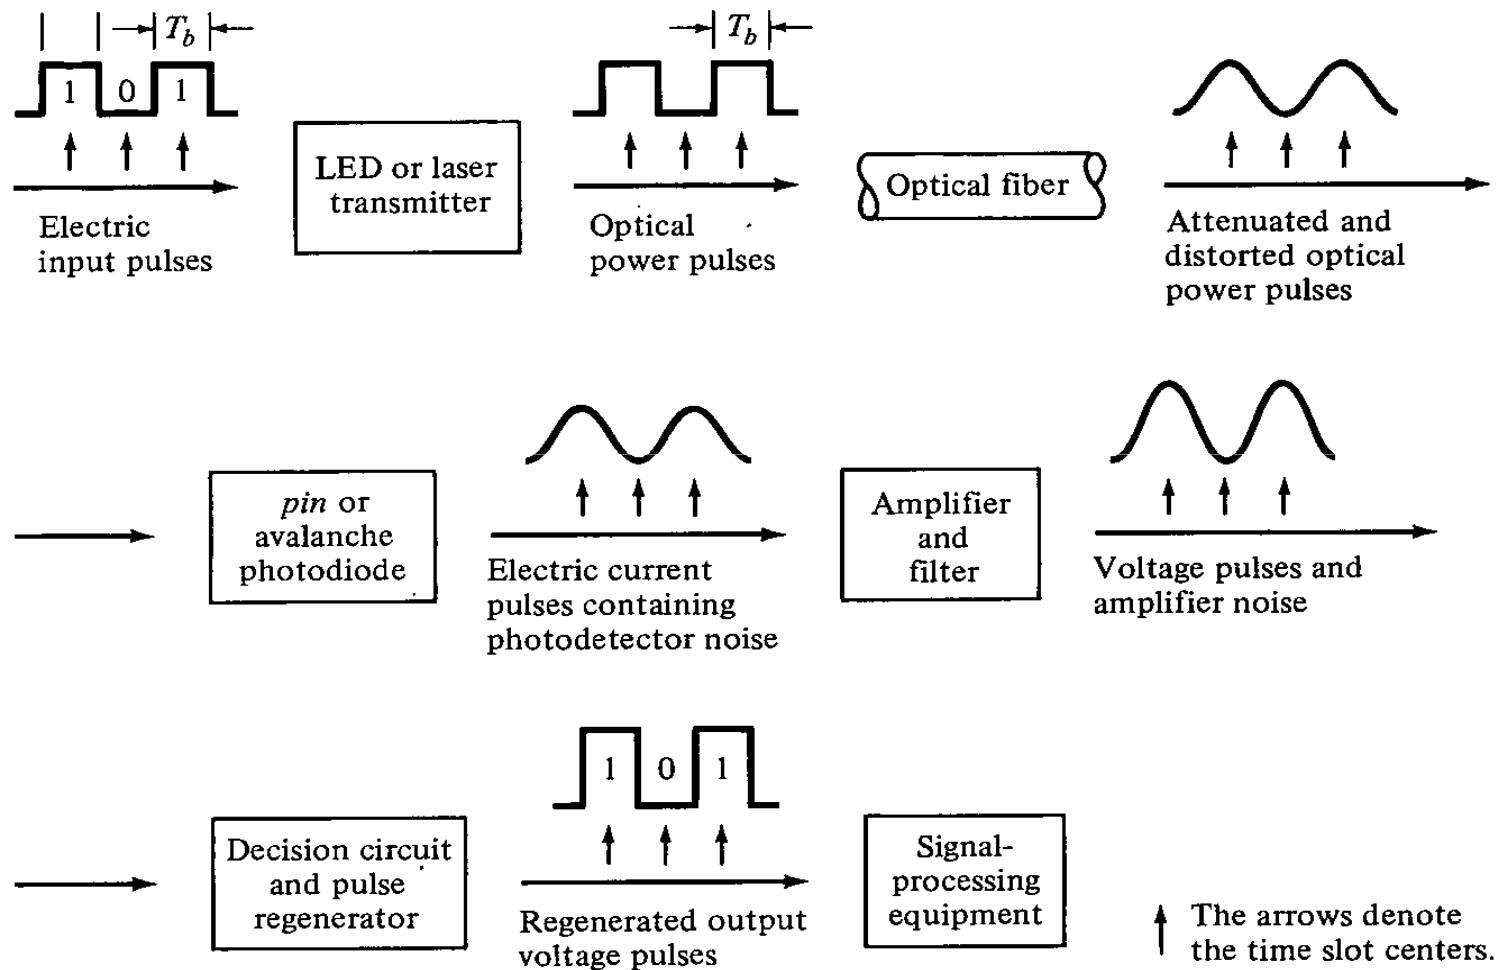 T_b
T_b
1 0 1
LED or laser
transmitter
Optical fiber
Electric
input pulses
Optical
power pulses
Attenuated and
distorted optical
power pulses
pin or
avalanche
photodiode
Electric current
pulses containing
photodetector noise
Amplifier
and
filter
Voltage pulses and
amplifier noise
1 0 1
Decision circuit
and pulse
regenerator
Regenerated output
voltage pulses
Signal-
processing
equipment
The arrows denote
the time slot centers.